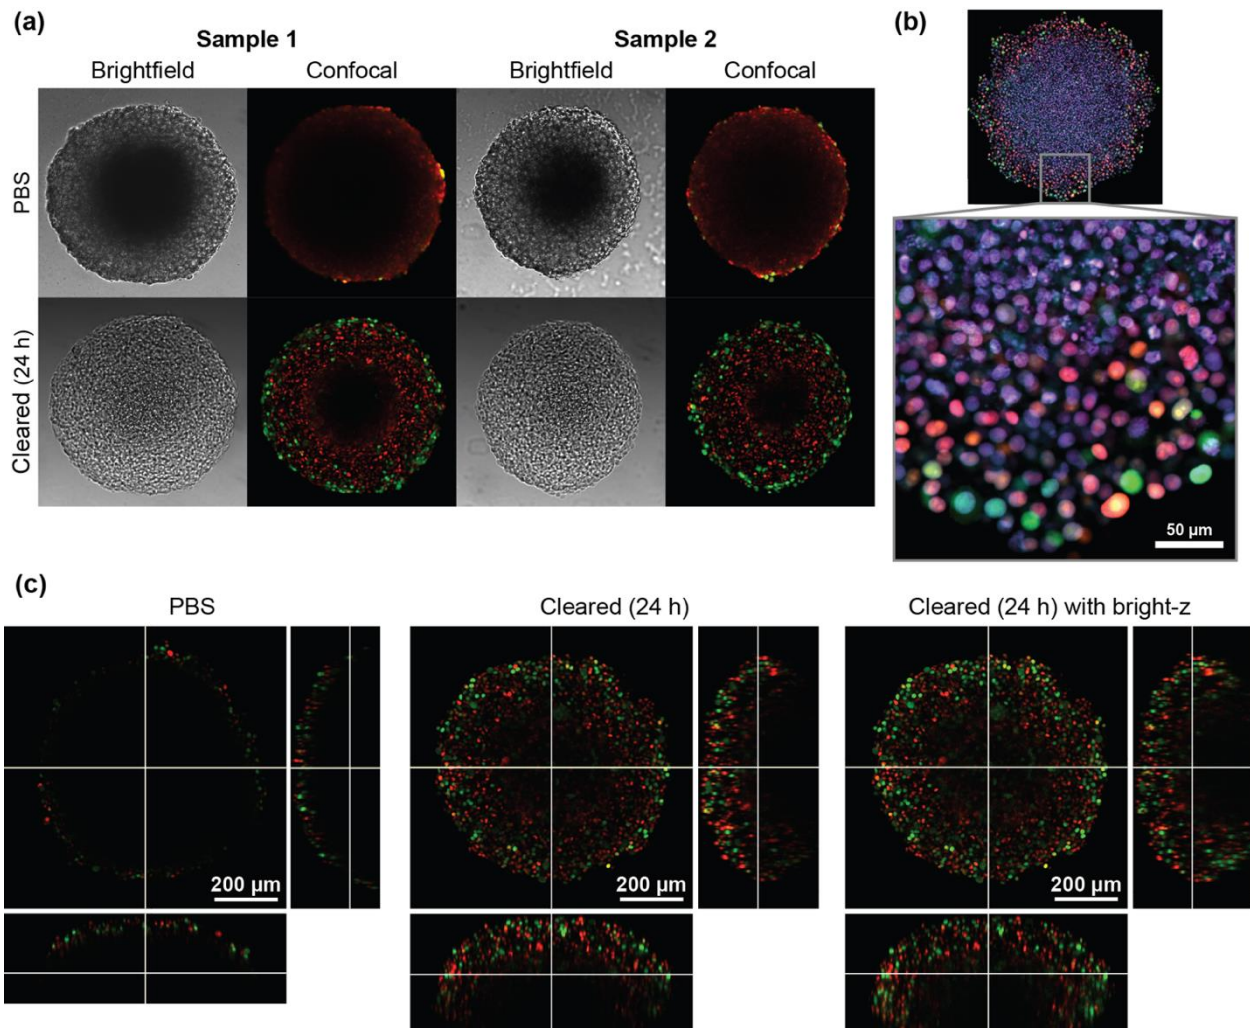 (a)
Sample 1
Sample 2
Brightfield
Confocal
Brightfield
Confocal
PBS
Cleared (24 h)
(b)
50 µm
(c)
PBS
Cleared (24 h)
Cleared (24 h) with bright-z
200 µm
200 µm
200 µm